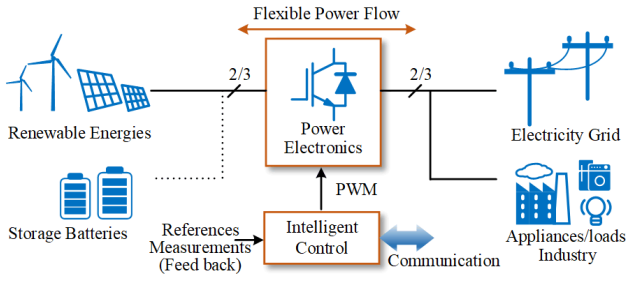 Flexible Power Flow
2/3
2/3
Renewable Energies
Power
Electronics
Electricity Grid
PWM
Storage Batteries
References
Measurements
(Feed back)
Intelligent
Control
Communication
Appliances/loads
Industry